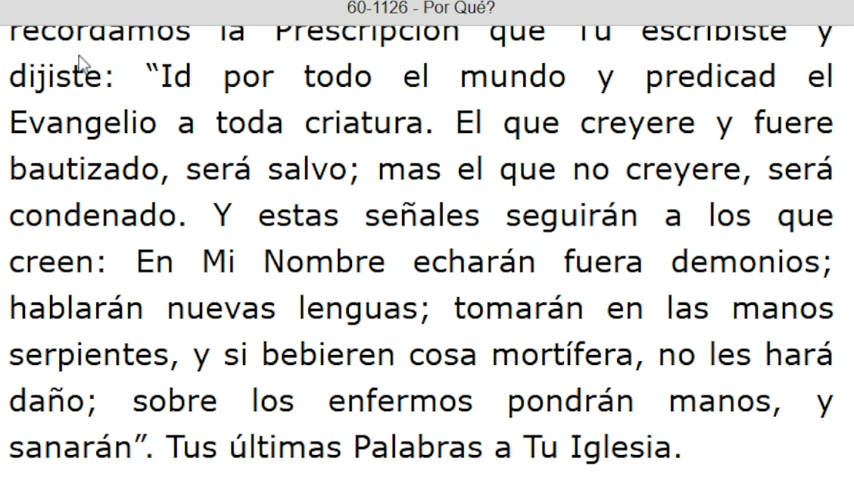 60-1126 - Por Qué?
recordamos la Prescripción que Tú escribiste y
dijiste: “Id por todo el mundo y predicad el
Evangelio a toda criatura. El que creyere y fuere
bautizado, será salvo; mas el que no creyere, será
condenado. Y estas señales seguirán a los que
creen: En Mi Nombre echarán fuera demonios;
hablarán nuevas lenguas; tomarán en las manos
serpientes, y si bebieren cosa mortífera, no les hará
daño; sobre los enfermos pondrán manos, y
sanarán”. Tus últimas Palabras a Tu Iglesia.